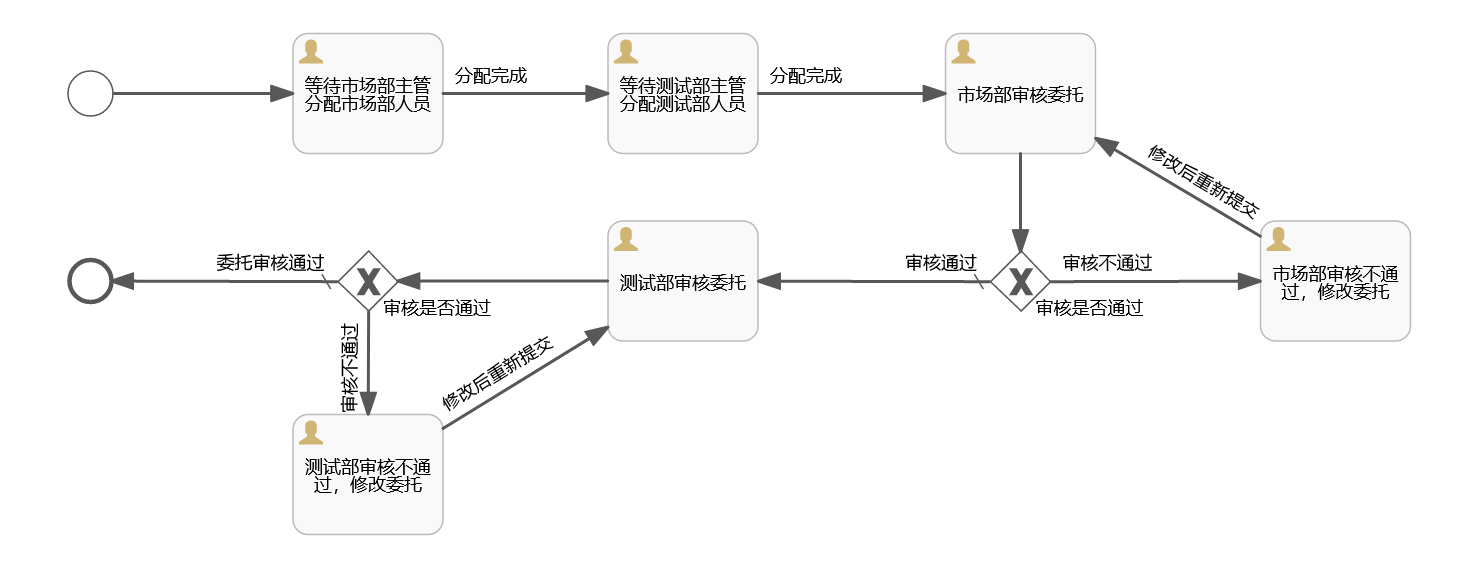 等待市场部主管
分配市场部人员
分配完成
等待测试部主管
分配测试部人员
分配完成
市场部审核委托
修改后重新提交
委托审核通过
审核是否通过
测试部审核委托
审核通过
审核不通过
审核是否通过
市场部审核不通
过，修改委托
审核不通过
修改后重新提交
测试部审核不通
过，修改委托